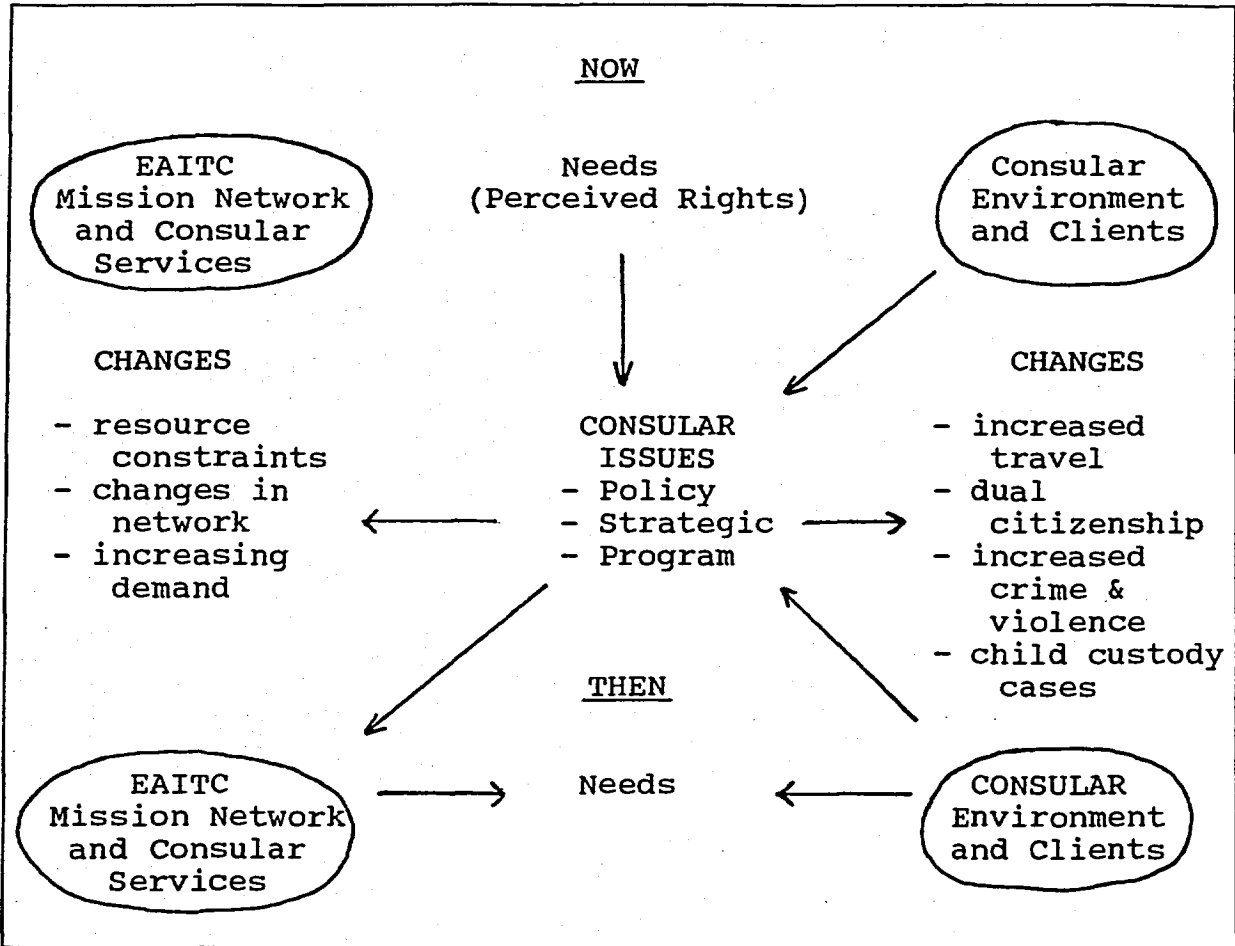 NOW
EAITC
Mission Network
and Consular
Services
Needs
(Perceived Rights)
Consular
Environment
and Clients
CHANGES
- resource
constraints
- changes in
network
- increasing
demand
CONSULAR
ISSUES
- Policy
- Strategic
- Program
CHANGES
- increased
travel
- dual
citizenship
- increased
crime &
violence
- child custody
cases
THEN
EAITC
Mission Network
and Consular
Services
Needs
CONSULAR
Environment
and Clients